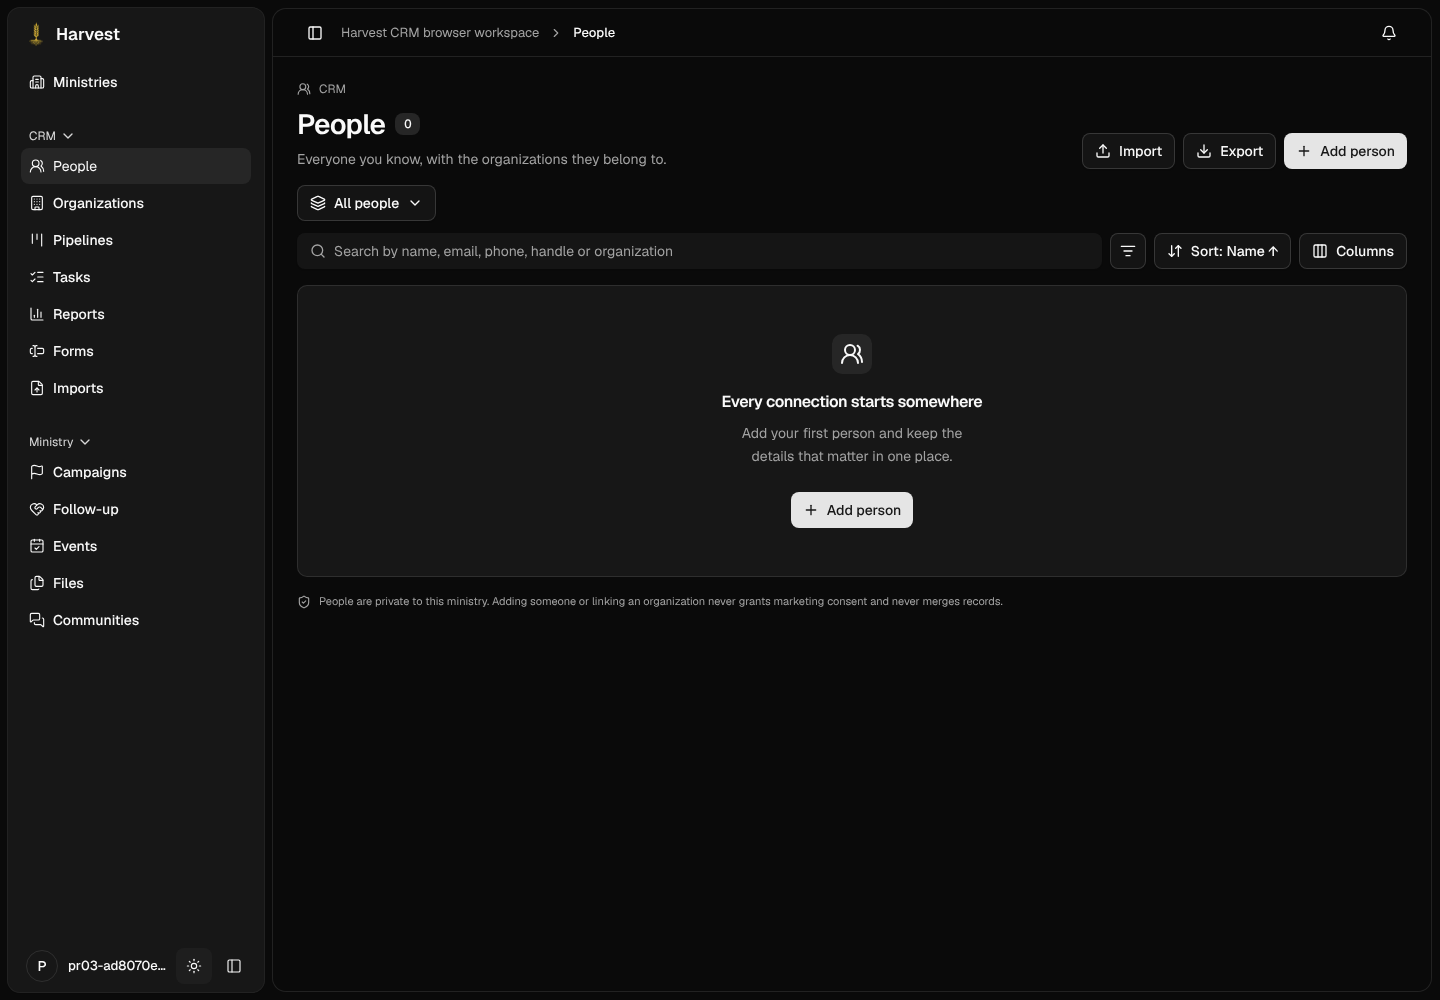 Harvest
Ministries
CRM
People
Organizations
Pipelines
Tasks
Reports
Forms
Imports
Ministry
Campaigns
Follow-up
Events
Files
Communities
P pr03-ad8070e...
Harvest CRM browser workspace > People
CRM
People 0
Everyone you know, with the organizations they belong to.
Import Export + Add person
All people
Search by name, email, phone, handle or organization
Sort: Name ↑ Columns
Every connection starts somewhere
Add your first person and keep the
details that matter in one place.
+ Add person
People are private to this ministry. Adding someone or linking an organization never grants marketing consent and never merges records.